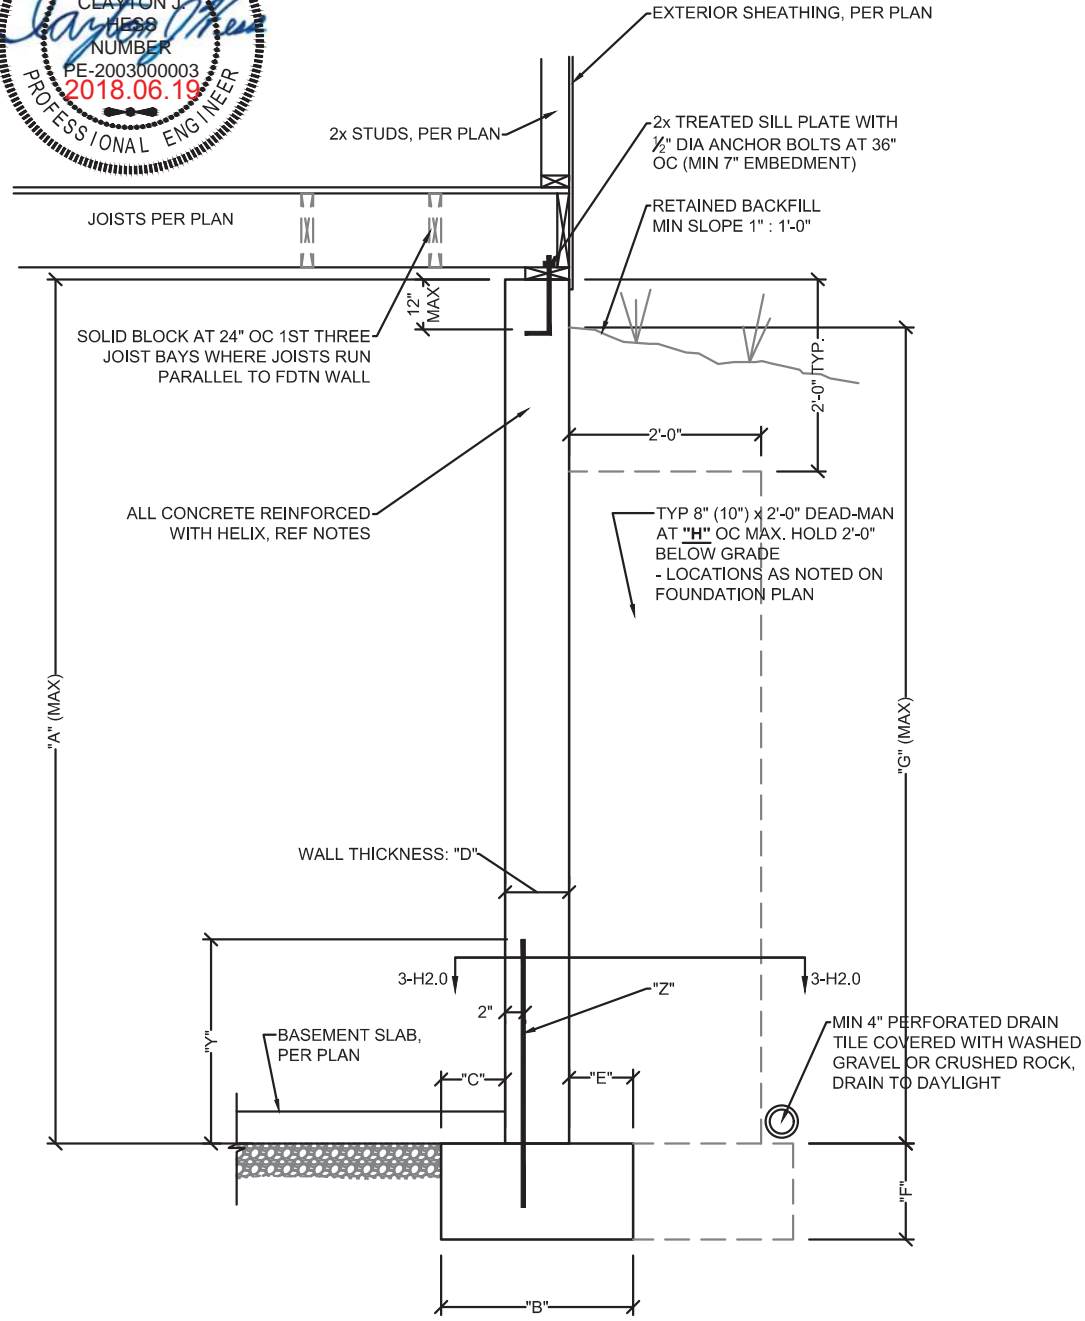 CLAYTON J.
HESS
NUMBER
PE-2003000003
2018.06.19
PROFESSIONAL ENGINEER
EXTERIOR SHEATHING, PER PLAN
2x STUDS, PER PLAN
2x TREATED SILL PLATE WITH
½" DIA ANCHOR BOLTS AT 36"
OC (MIN 7" EMBEDMENT)
JOISTS PER PLAN
RETAINED BACKFILL
MIN SLOPE 1" : 1'-0"
12"
MAX
SOLID BLOCK AT 24" OC 1ST THREE
JOIST BAYS WHERE JOISTS RUN
PARALLEL TO FDTN WALL
2'-0" TYP.
2'-0"
ALL CONCRETE REINFORCED
WITH HELIX, REF NOTES
TYP 8" (10") x 2'-0" DEAD-MAN
AT "H" OC MAX. HOLD 2'-0"
BELOW GRADE
- LOCATIONS AS NOTED ON
FOUNDATION PLAN
"A" (MAX)
"G" (MAX)
WALL THICKNESS: "D"
3-H2.0
3-H2.0
"Z"
2"
"Y"
BASEMENT SLAB,
PER PLAN
MIN 4" PERFORATED DRAIN
TILE COVERED WITH WASHED
GRAVEL OR CRUSHED ROCK,
DRAIN TO DAYLIGHT
"C"
"E"
"F"
"B"